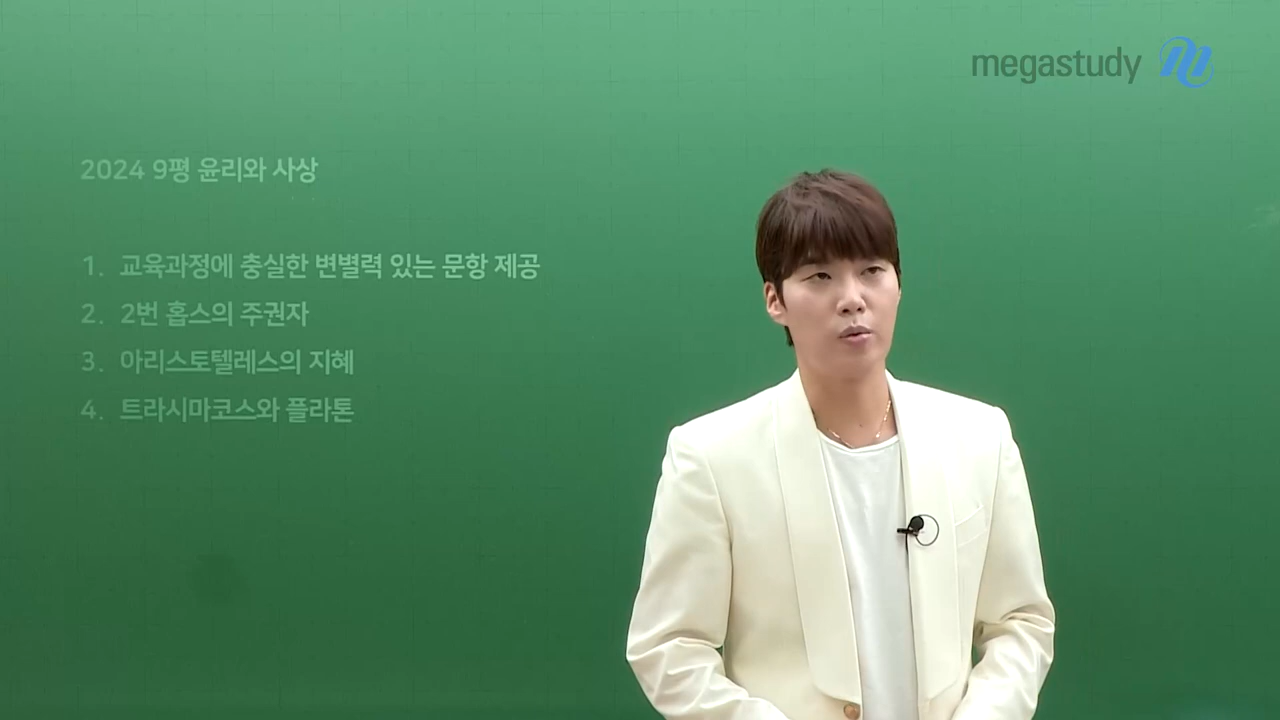 megastudy
2024 9평 윤리와 사상
1. 교육과정에 충실한 변별력 있는 문항 제공
2. 2번 홉스의 주권자
3. 아리스토텔레스의 지혜
4. 트라시마코스와 플라톤